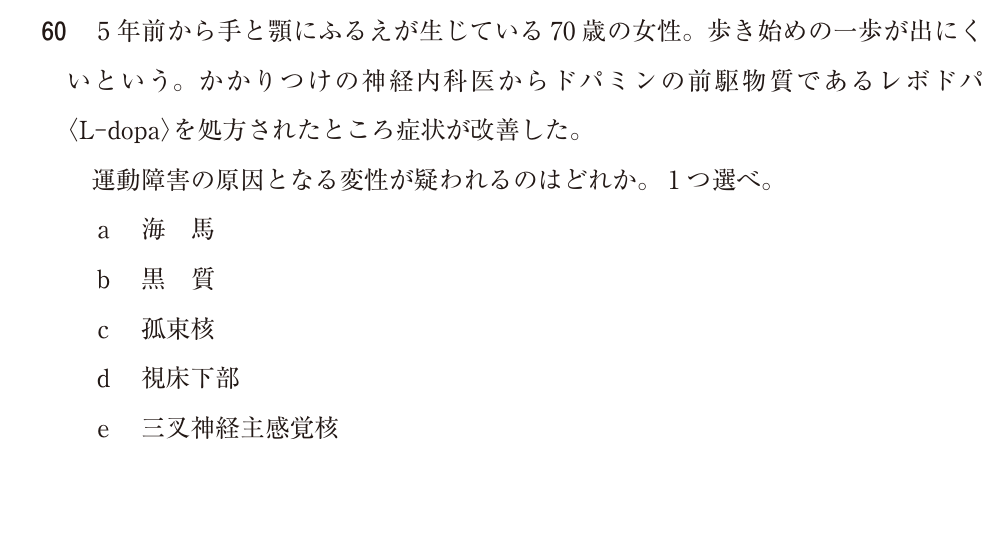 60 5年前から手と顎にふるえが生じている70歳の女性。歩き始めの一歩が出にく
いという。かかりつけの神経内科医からドパミンの前駆物質であるレボドパ
〈L-dopa〉を処方されたところ症状が改善した。
運動障害の原因となる変性が疑われるのはどれか。1つ選べ。
a 海 馬
b 黒 質
c 孤束核
d 視床下部
e 三叉神経主感覚核